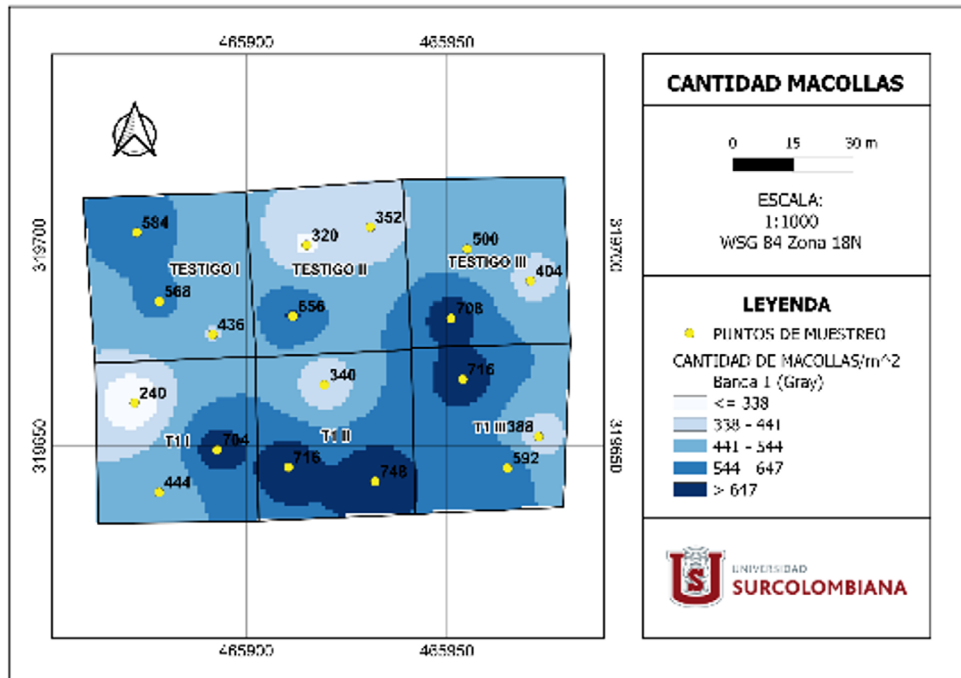 465900 465950
CANTIDAD MACOLLAS
0 15 30 m
ESCALA:
1:1000
WSG 84 Zona 18N
LEYENDA
PUNTOS DE MUESTREO
CANTIDAD DE MACOLLAS/m^2
Banca 1 (Gray)
<= 338
338 - 441
441 - 544
544 - 647
> 647
UNIVERSIDAD
SURCOLOMBIANA
319700
319700
584
352
320
500
TESTIGO I
TESTIGO II
TESTIGO III
404
568
656
708
436
340
716
240
T1 III
388
319650
319650
T1 I
704
T1 II
716
748
592
444
465900 465950